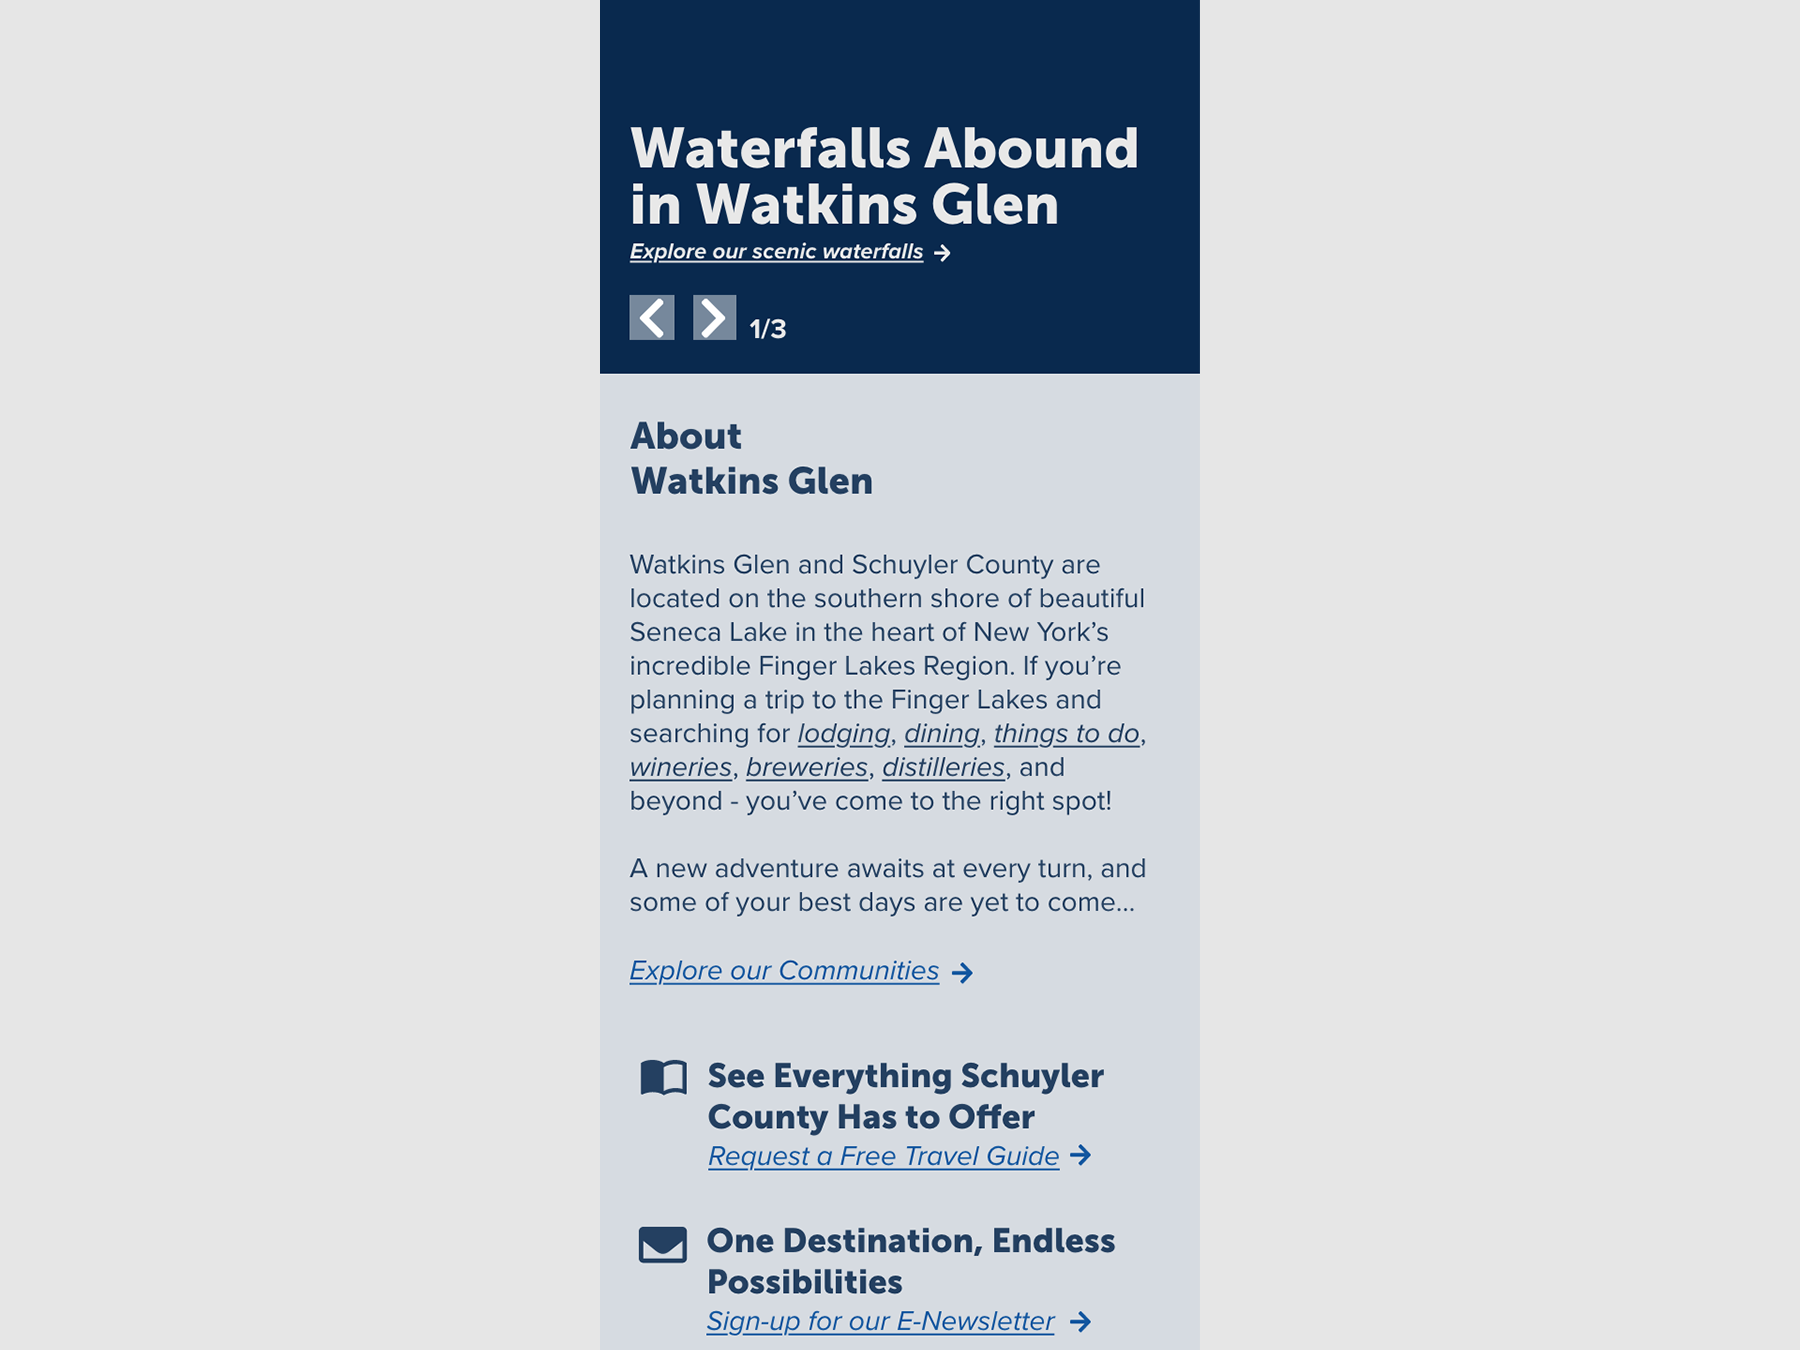 Waterfalls Abound
in Watkins Glen
Explore our scenic waterfalls →
1/3
About
Watkins Glen
Watkins Glen and Schuyler County are
located on the southern shore of beautiful
Seneca Lake in the heart of New York’s
incredible Finger Lakes Region. If you’re
planning a trip to the Finger Lakes and
searching for lodging, dining, things to do,
wineries, breweries, distilleries, and
beyond - you’ve come to the right spot!
A new adventure awaits at every turn, and
some of your best days are yet to come...
Explore our Communities →
See Everything Schuyler
County Has to Offer
Request a Free Travel Guide →
One Destination, Endless
Possibilities
Sign-up for our E-Newsletter →